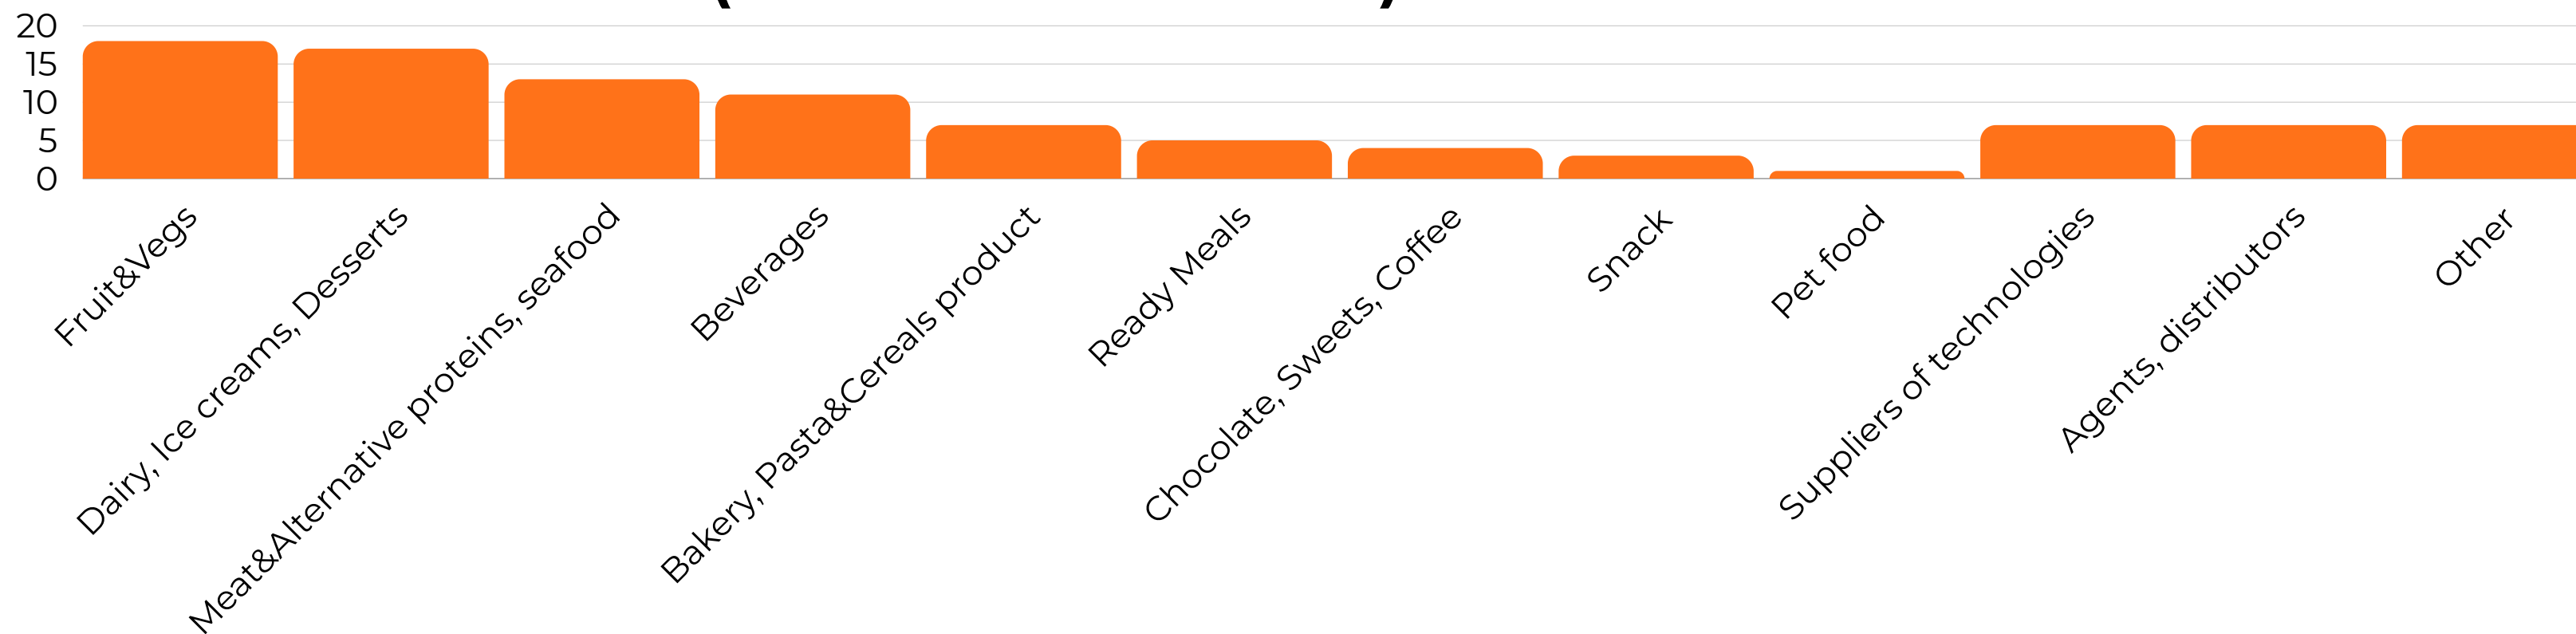 20
15
10
5
0
Fruit&Vegs
Dairy, Ice creams, Desserts
Meat&Alternative proteins, seafood
Beverages
Bakery, Pasta&Cereals product
Ready Meals
Chocolate, Sweets, Coffee
Snack
Pet food
Suppliers of technologies
Agents, distributors
Other